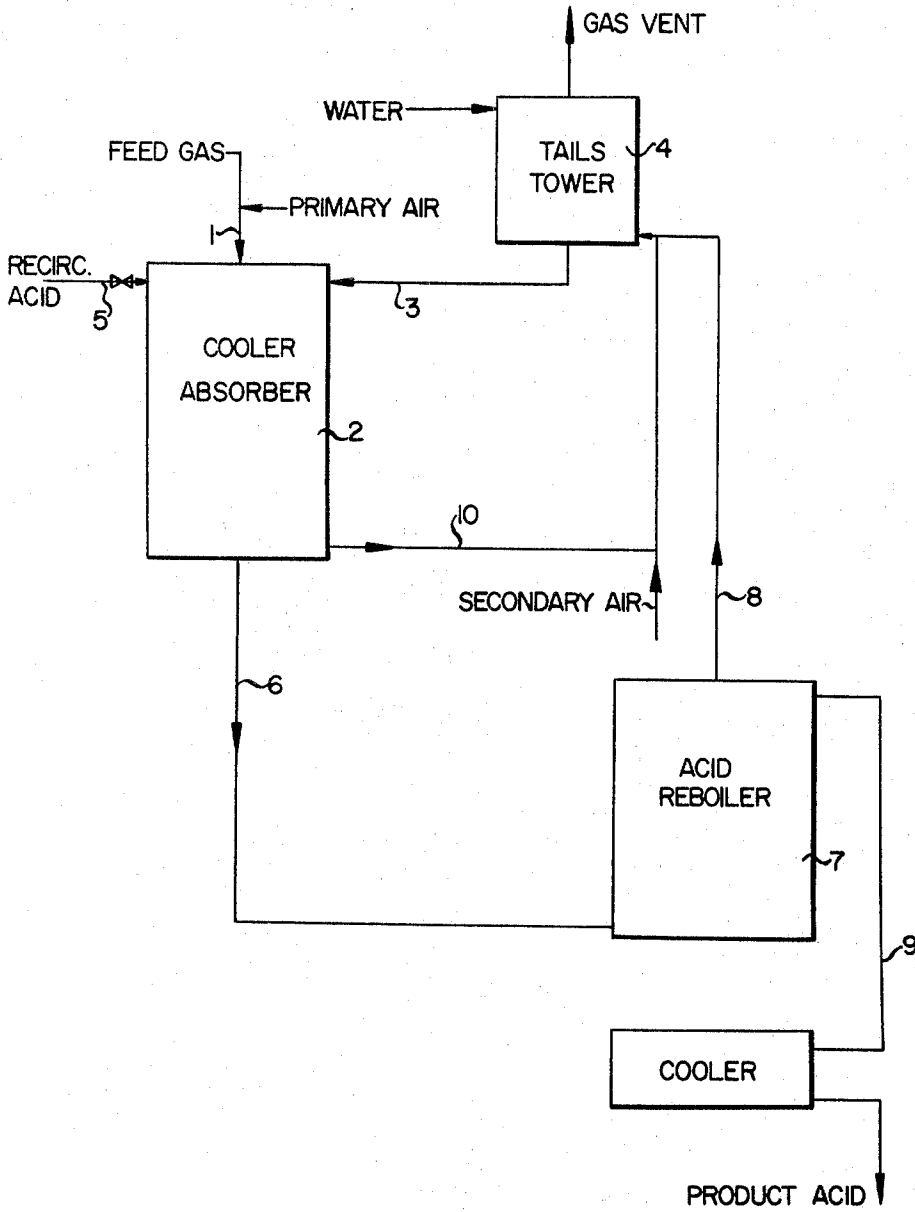 GAS VENT
WATER
TAILS
TOWER
4
FEED GAS
PRIMARY AIR
1
RECIRC.
ACID
5
3
COOLER
ABSORBER
2
10
SECONDARY AIR
8
6
ACID
REBOILER
7
9
COOLER
PRODUCT ACID